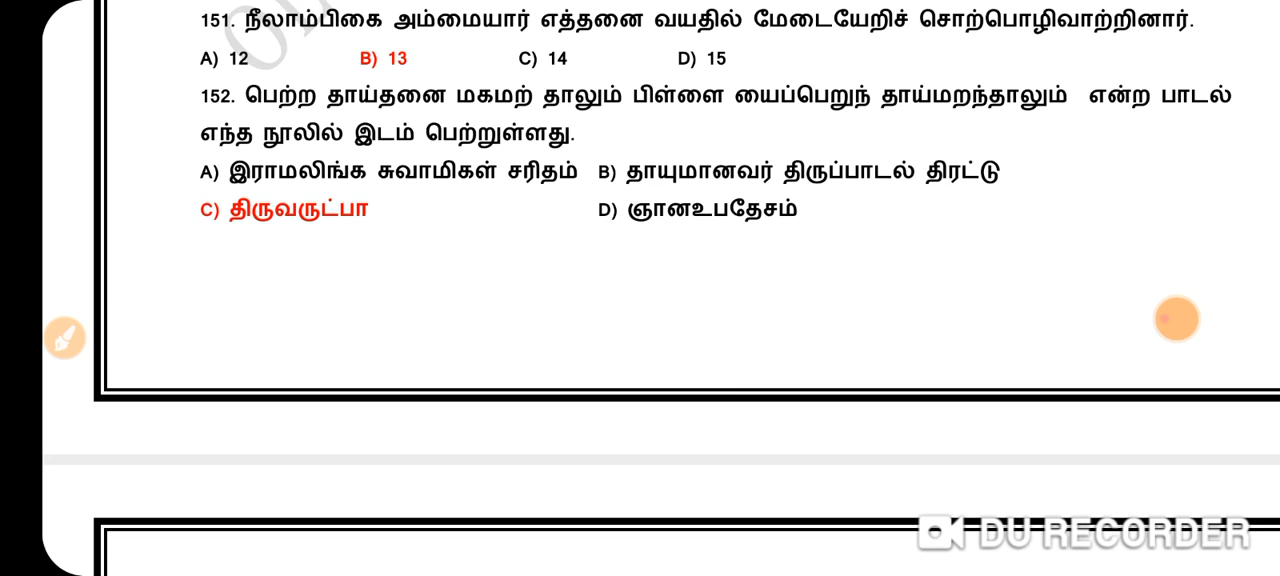 151. நீலாம்பிகை அம்மையார் எத்தனை வயதில் மேடையேறிச் சொற்பொழிவாற்றினார்.
A) 12 B) 13 C) 14 D) 15
152. பெற்ற தாய்தனை மகமற் தாலும் பிள்ளை யைப்பெறுந் தாய்மறந்தாலும் என்ற பாடல்
எந்த நூலில் இடம் பெற்றுள்ளது.
A) இராமலிங்க சுவாமிகள் சரிதம் B) தாயுமானவர் திருப்பாடல் திரட்டு
C) திருவருட்பா D) ஞானஉபதேசம்
DU RECORDER